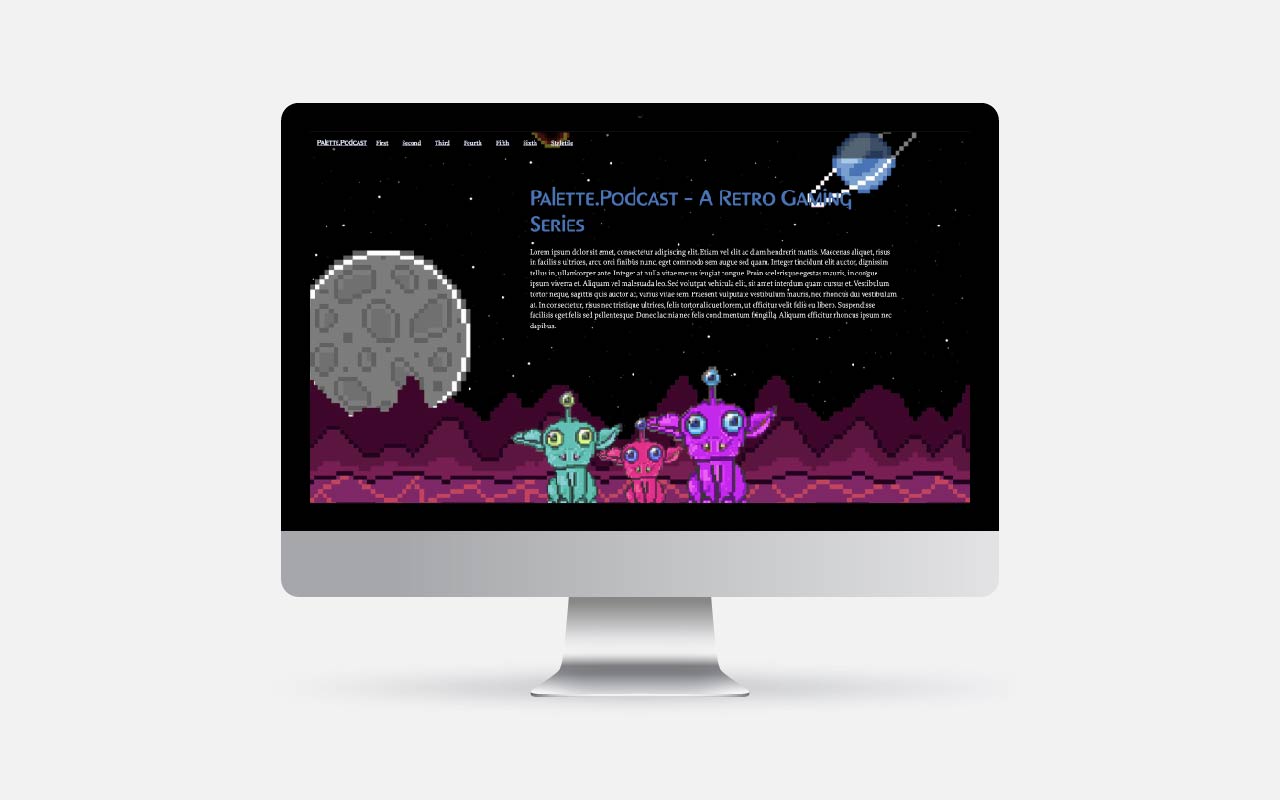 Palette.Podcast First Second Third Fourth Fifth Sixth Styletile
Palette.Podcast – A Retro Gaming
Series
Lorem ipsum dolor sit amet, consectetur adipiscing elit. Etiam vel elit ac diam hendrerit mattis. Maecenas aliquet, risus
in facilisis ultrices, arcu orci finibus nunc, eget commodo sem augue sed quam. Integer tincidunt elit auctor, dignissim
tellus in, ullamcorper ante. Integer at nulla vitae metus feugiat congue. Proin scelerisque egestas mauris, in congue
ipsum viverra et. Aliquam vel malesuada leo. Sed volutpat vehicula elit, sit amet interdum quam cursus et. Vestibulum
tortor neque, sagittis quis auctor ac, varius vitae sem. Praesent vulputate vestibulum mauris, nec rhoncus dui vestibulum
at. In consectetur, risus nec tristique ultrices, felis tortor aliquet lorem, ut efficitur velit felis eu libero. Suspendisse
facilisis eget felis sed pellentesque. Donec lacinia nec felis condimentum fringilla. Aliquam efficitur rhoncus ipsum nec
dapibus.